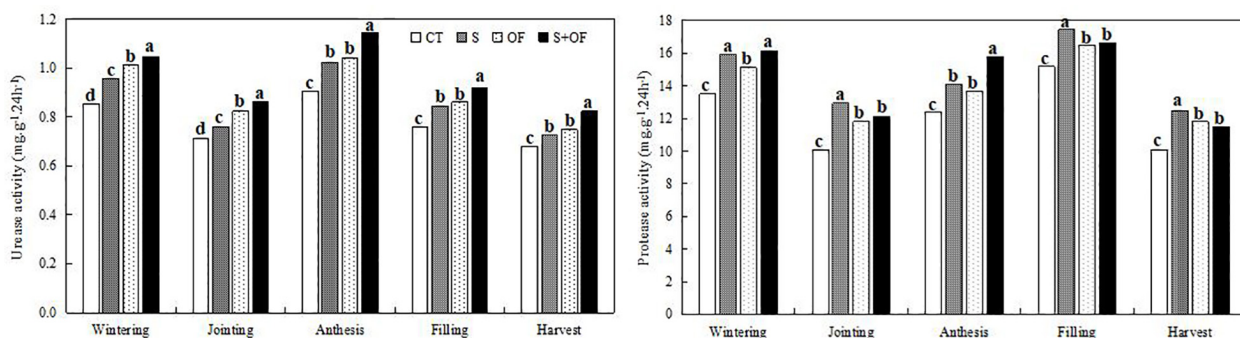 1.2
1.0
0.8
0.6
0.4
0.2
0.0
Urease activity (mg.g-1.24h-1)
CT S OF S+OF
d c b a
d c b a
c b b a
c b b a
c b b a
Wintering Jointing Anthesis Filling Harvest
18
16
14
12
10
8
6
4
2
0
Protease activity (mg.g-1.24h-1)
c a b a
c a b b
c b b a
c a b b
c a b b
Wintering Jointing Anthesis Filling Harvest